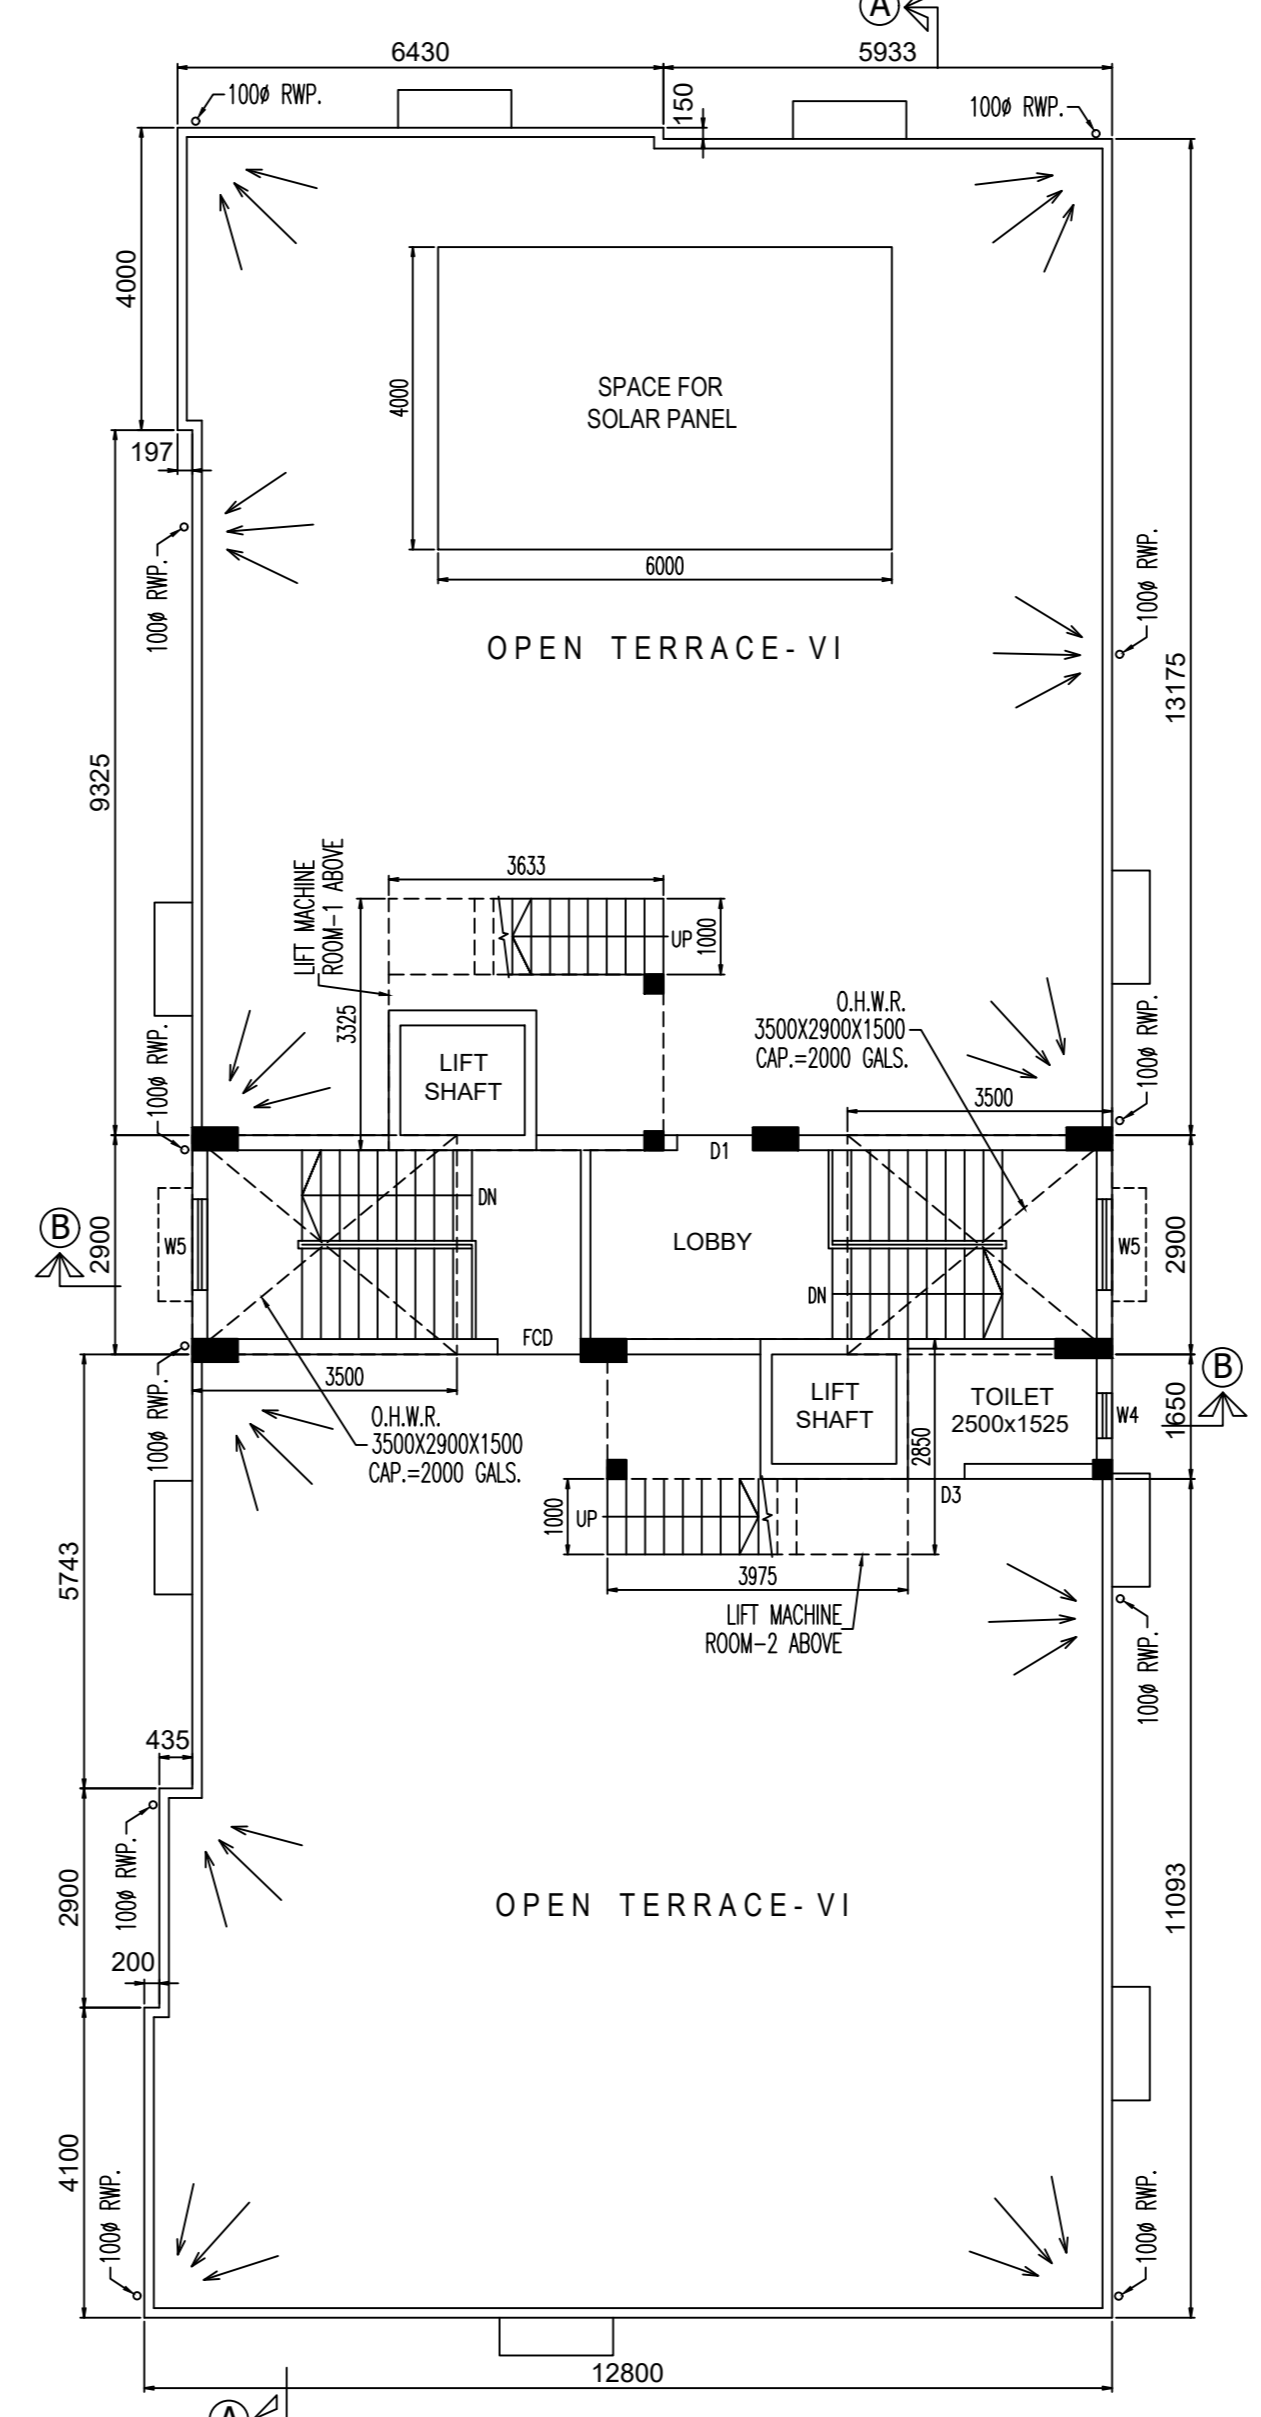 A
6430
5933
100ø RWP.
150
100ø RWP.
4000
4000
SPACE FOR
SOLAR PANEL
197
6000
100ø RWP.
100ø RWP.
OPEN TERRACE- VI
13175
9325
LIFT MACHINE
ROOM-1 ABOVE
3633
UP
1000
3325
O.H.W.R.
3500X2900X1500
CAP.=2000 GALS.
100ø RWP.
100ø RWP.
LIFT
SHAFT
3500
D1
DN
B
2900
W5
LOBBY
W5
2900
DN
FCD
100ø RWP.
3500
O.H.W.R.
3500X2900X1500
CAP.=2000 GALS.
LIFT
SHAFT
TOILET
2500x1525
W4
1650
B
2850
D3
1000
UP
3975
LIFT MACHINE
ROOM-2 ABOVE
5743
100ø RWP.
435
100ø RWP.
2900
OPEN TERRACE- VI
11093
200
4100
100ø RWP.
100ø RWP.
12800
A